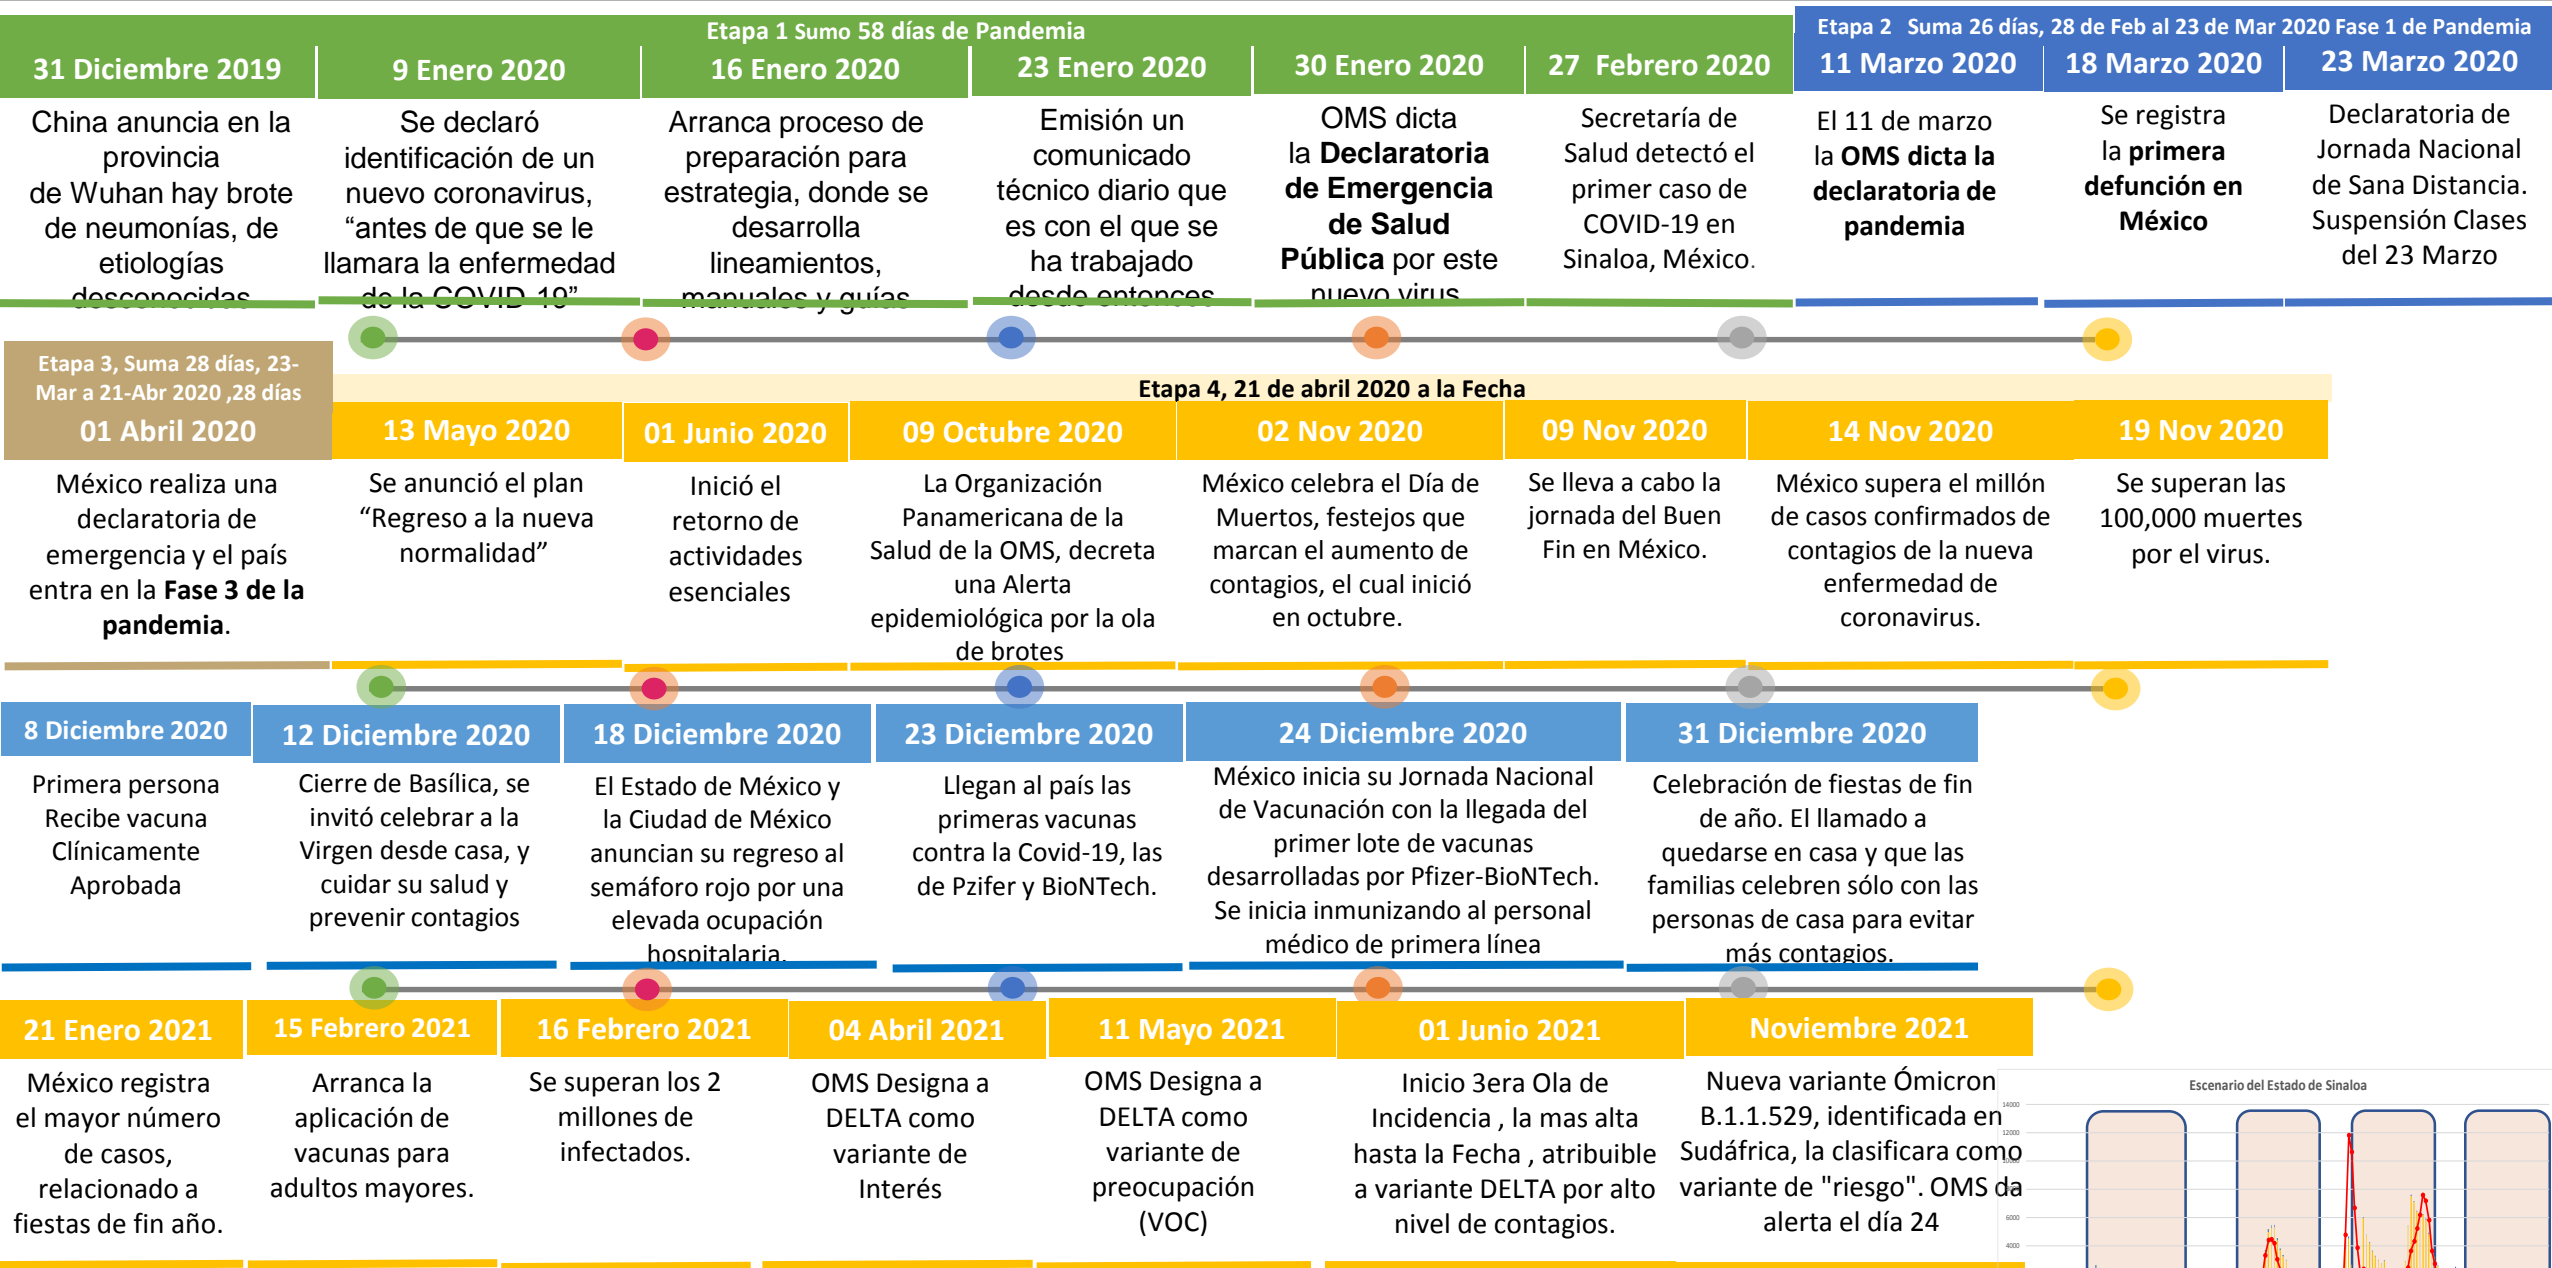 Etapa 1 Sumo 58 días de Pandemia
Etapa 2 Suma 26 días, 28 de Feb al 23 de Mar 2020 Fase 1 de Pandemia
31 Diciembre 2019
China anuncia en la
provincia
de Wuhan hay brote
de neumonías, de
etiologías
desconocidas
9 Enero 2020
Se declaró
identificación de un
nuevo coronavirus,
“antes de que se le
llamara la enfermedad
de la COVID-19”
16 Enero 2020
Arranca proceso de
preparación para
estrategia, donde se
desarrolla
lineamientos,
manuales y guías
23 Enero 2020
Emisión un
comunicado
técnico diario que
es con el que se
ha trabajado
desde entonces
30 Enero 2020
OMS dicta
la Declaratoria
de Emergencia
de Salud
Pública por este
nuevo virus
27 Febrero 2020
Secretaría de
Salud detectó el
primer caso de
COVID-19 en
Sinaloa, México.
11 Marzo 2020
El 11 de marzo
la OMS dicta la
declaratoria de
pandemia
18 Marzo 2020
Se registra
la primera
defunción en
México
23 Marzo 2020
Declaratoria de
Jornada Nacional
de Sana Distancia.
Suspensión Clases
del 23 Marzo
Etapa 3, Suma 28 días, 23-
Mar a 21-Abr 2020 ,28 días
01 Abril 2020
México realiza una
declaratoria de
emergencia y el país
entra en la Fase 3 de la
pandemia.
Etapa 4, 21 de abril 2020 a la Fecha
13 Mayo 2020
Se anunció el plan
“Regreso a la nueva
normalidad”
01 Junio 2020
Inició el
retorno de
actividades
esenciales
09 Octubre 2020
La Organización
Panamericana de la
Salud de la OMS, decreta
una Alerta
epidemiológica por la ola
de brotes
02 Nov 2020
México celebra el Día de
Muertos, festejos que
marcan el aumento de
contagios, el cual inició
en octubre.
09 Nov 2020
Se lleva a cabo la
jornada del Buen
Fin en México.
14 Nov 2020
México supera el millón
de casos confirmados de
contagios de la nueva
enfermedad de
coronavirus.
19 Nov 2020
Se superan las
100,000 muertes
por el virus.
8 Diciembre 2020
Primera persona
Recibe vacuna
Clínicamente
Aprobada
12 Diciembre 2020
Cierre de Basílica, se
invitó celebrar a la
Virgen desde casa, y
cuidar su salud y
prevenir contagios
18 Diciembre 2020
El Estado de México y
la Ciudad de México
anuncian su regreso al
semáforo rojo por una
elevada ocupación
hospitalaria.
23 Diciembre 2020
Llegan al país las
primeras vacunas
contra la Covid-19, las
de Pzifer y BioNTech.
24 Diciembre 2020
México inicia su Jornada Nacional
de Vacunación con la llegada del
primer lote de vacunas
desarrolladas por Pfizer-BioNTech.
Se inicia inmunizando al personal
médico de primera línea
31 Diciembre 2020
Celebración de fiestas de fin
de año. El llamado a
quedarse en casa y que las
familias celebren sólo con las
personas de casa para evitar
más contagios.
21 Enero 2021
México registra
el mayor número
de casos,
relacionado a
fiestas de fin año.
15 Febrero 2021
Arranca la
aplicación de
vacunas para
adultos mayores.
16 Febrero 2021
Se superan los 2
millones de
infectados.
04 Abril 2021
OMS Designa a
DELTA como
variante de
Interés
11 Mayo 2021
OMS Designa a
DELTA como
variante de
preocupación
(VOC)
01 Junio 2021
Inicio 3era Ola de
Incidencia , la mas alta
hasta la Fecha , atribuible
a variante DELTA por alto
nivel de contagios.
Noviembre 2021
Nueva variante Ómicron
B.1.1.529, identificada en
Sudáfrica, la clasificara como
variante de "riesgo". OMS da
alerta el día 24
Escenario del Estado de Sinaloa
14000
12000
6000
4000